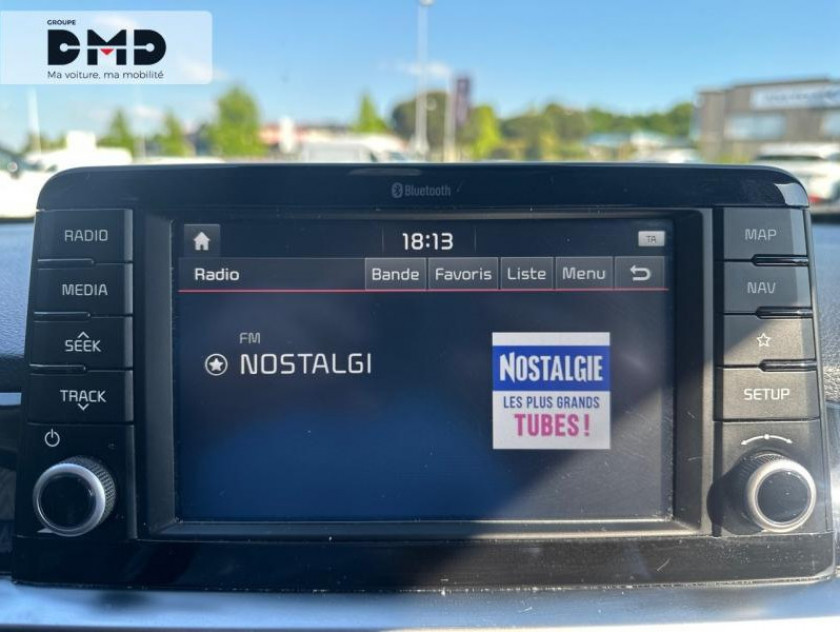 GROUPE
DMD
Ma voiture, ma mobilité
Bluetooth
RADIO
MEDIA
SEEK
TRACK
18:13
TA
Radio
Bande
Favoris
Liste
Menu
FM
NOSTALGI
NOSTALGIE
LES PLUS GRANDS
TUBES!
MAP
NAV
SETUP